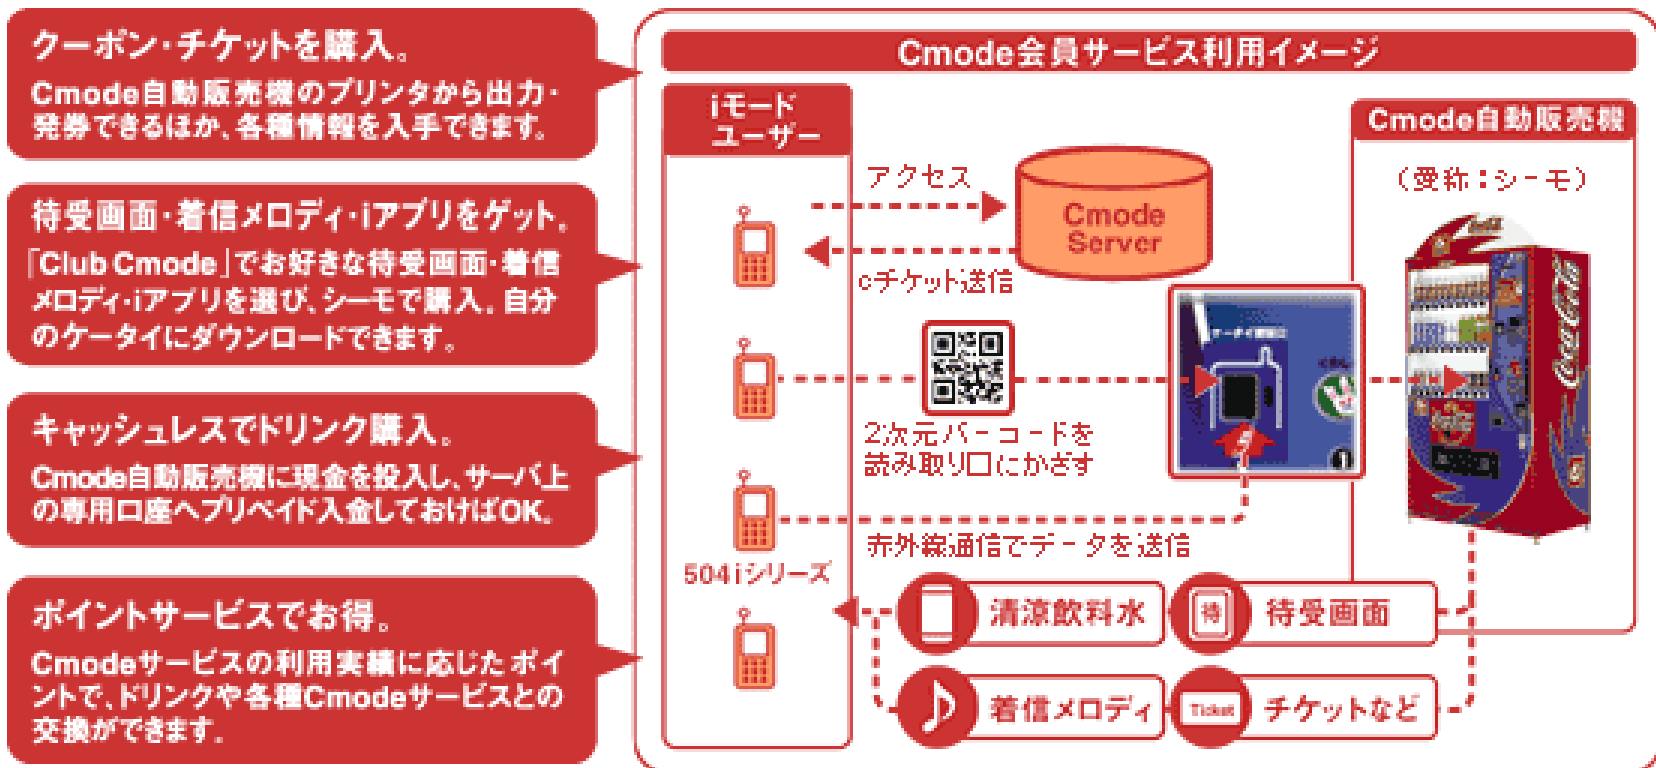 クーポン・チケットを購入。
Cmode自動販売機のプリンタから出力・
発券できるほか、各種情報を入手できます。
待受画面・着信メロディ・iアプリをゲット。
「Club Cmode」でお好きな待受画面・着信
メロディ・iアプリを選び、シーモで購入。自分
のケータイにダウンロードできます。
キャッシュレスでドリンク購入。
Cmode自動販売機に現金を投入し、サーバ上
の専用口座へプリペイド入金しておけばOK。
ポイントサービスでお得。
Cmodeサービスの利用実績に応じたポイ
ントで、ドリンクや各種Cmodeサービスとの
交換ができます。
Cmode会員サービス利用イメージ
iモード
ユーザー
Cmode自動販売機
(愛称:シーモ)
アクセス
Cmode
Server
cチケット送信
2次元バーコードを
読み取り口にかざす
赤外線通信でデータを送信
504iシリーズ
清涼飲料水
待
待受画面
着信メロディ
Ticket
チケットなど
Coca-Cola